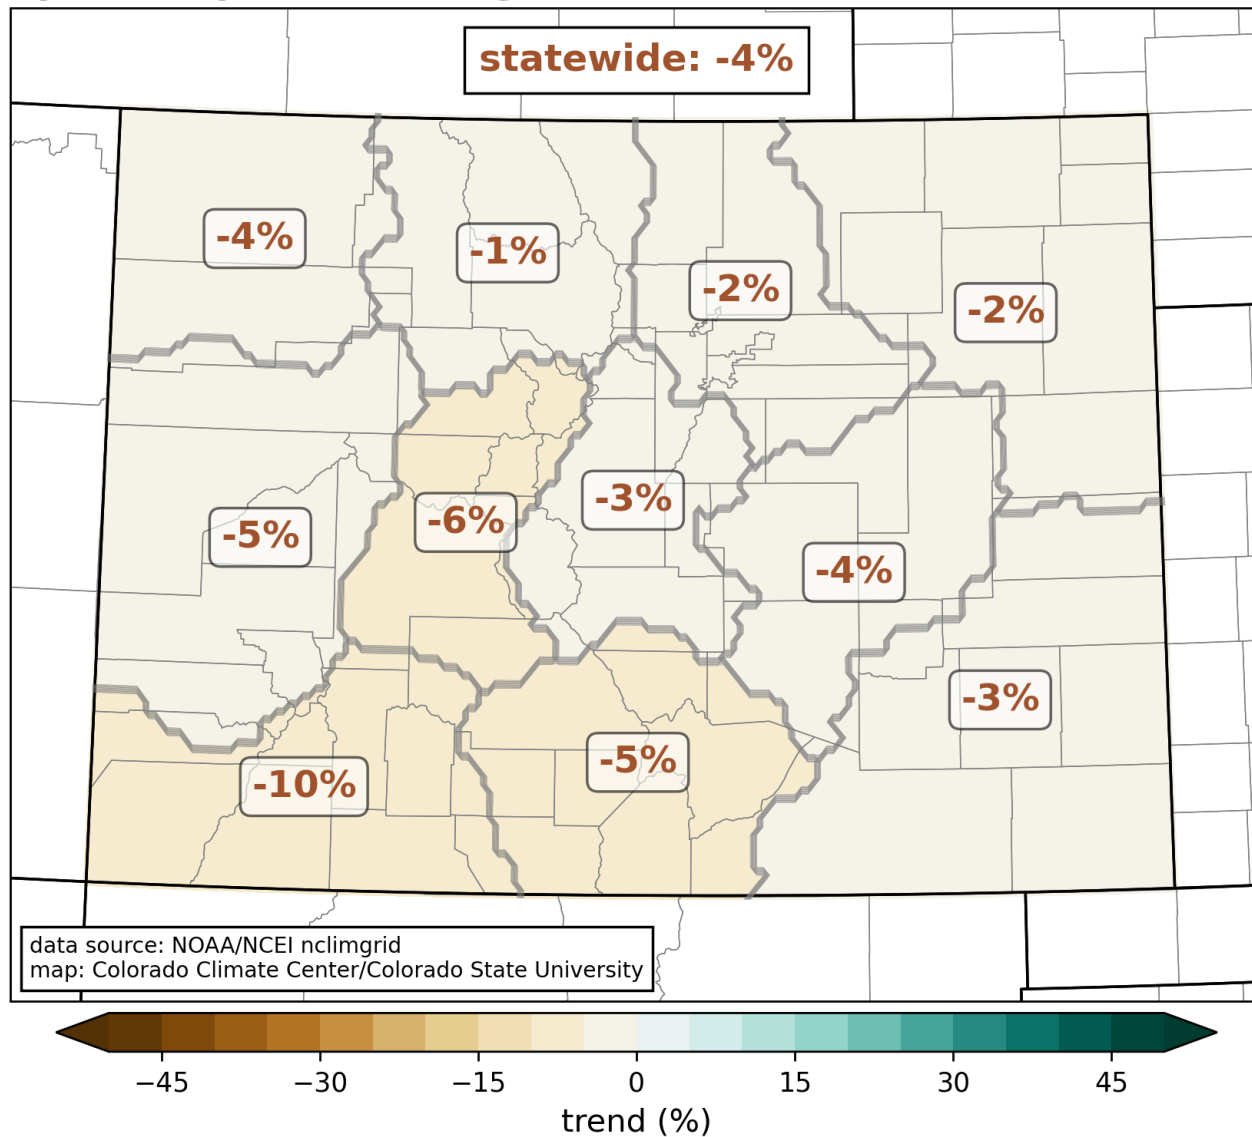 statewide: -4%
-4%
-1%
-2%
-2%
-5%
-6%
-3%
-4%
-3%
-10%
-5%
data source: NOAA/NCEI nclimgrid
map: Colorado Climate Center/Colorado State University
−45 −30 −15 0 15 30 45
trend (%)